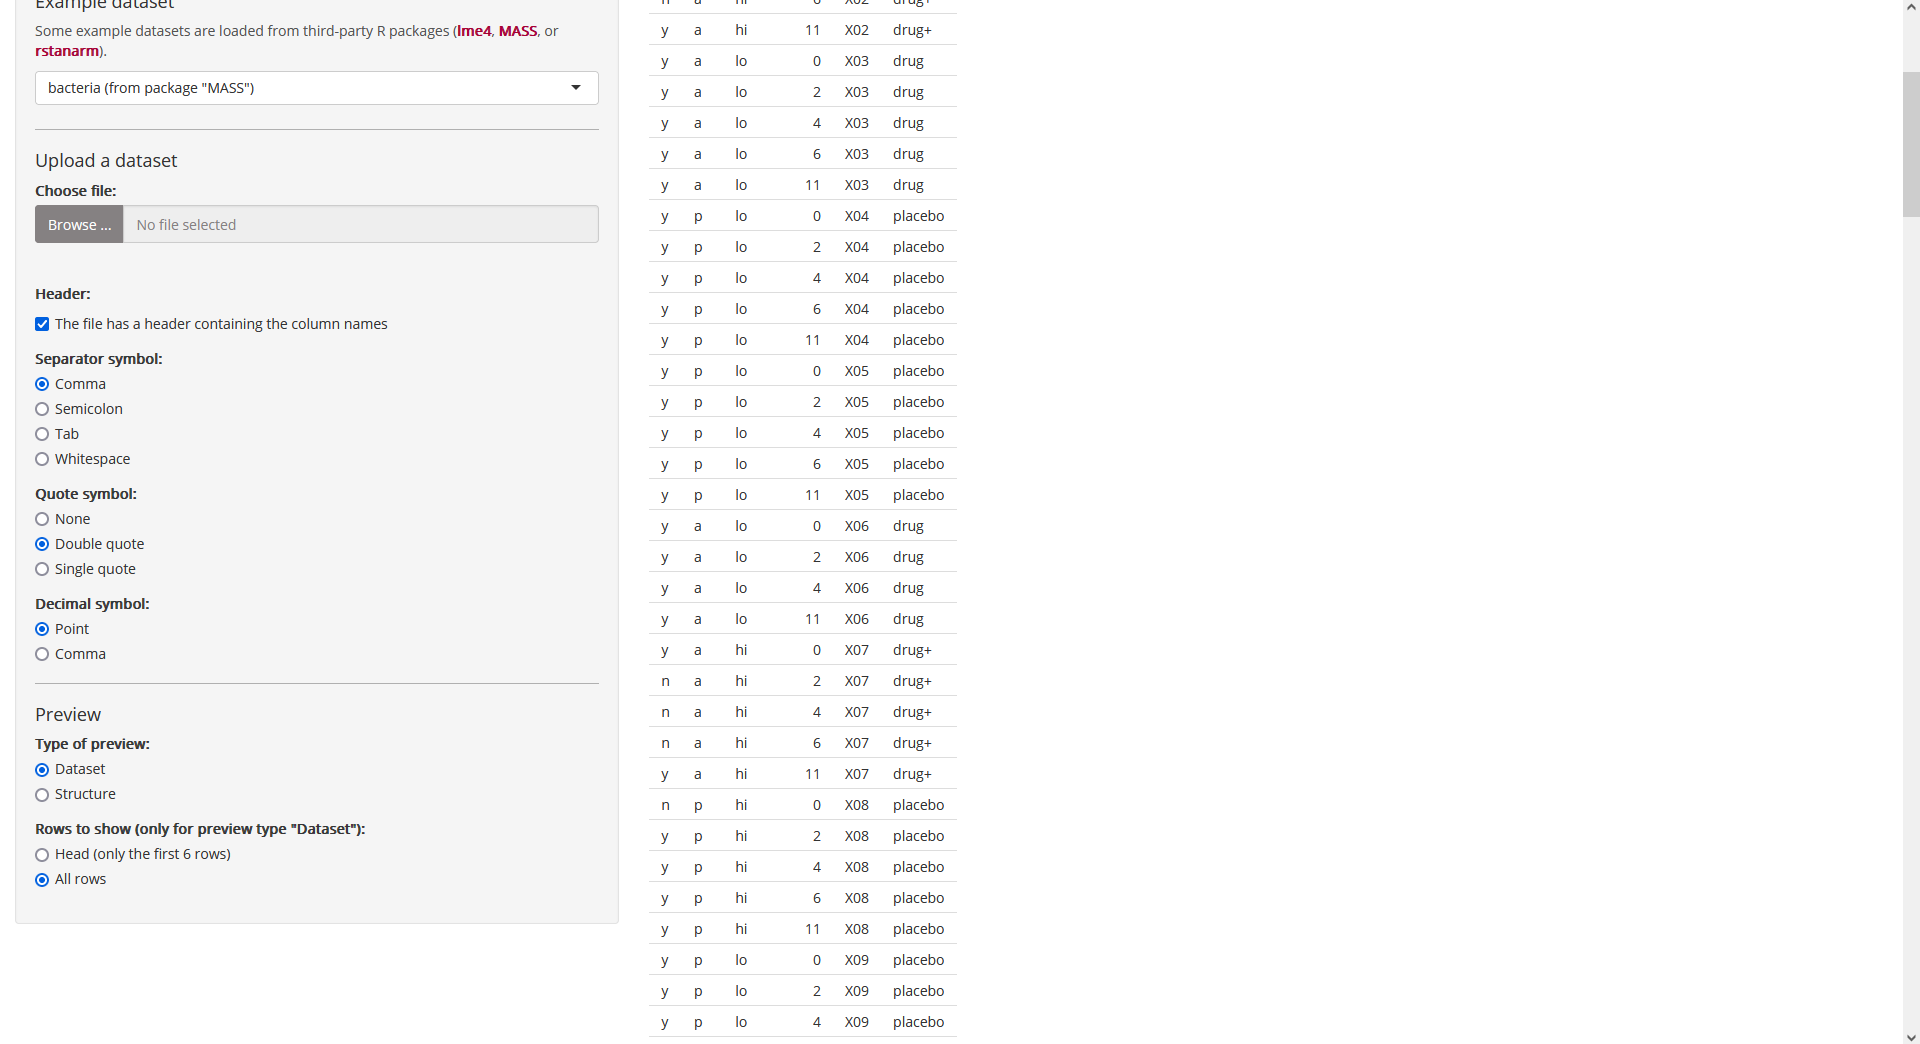 Example dataset
Some example datasets are loaded from third-party R packages (lme4, MASS, or
rstanarm).
bacteria (from package "MASS")
Upload a dataset
Choose file:
Browse ... No file selected
Header:
The file has a header containing the column names
Separator symbol:
Comma
Semicolon
Tab
Whitespace
Quote symbol:
None
Double quote
Single quote
Decimal symbol:
Point
Comma
Preview
Type of preview:
Dataset
Structure
Rows to show (only for preview type "Dataset"):
Head (only the first 6 rows)
All rows
y a hi 11 X02 drug+
y a lo 0 X03 drug
y a lo 2 X03 drug
y a lo 4 X03 drug
y a lo 6 X03 drug
y a lo 11 X03 drug
y p lo 0 X04 placebo
y p lo 2 X04 placebo
y p lo 4 X04 placebo
y p lo 6 X04 placebo
y p lo 11 X04 placebo
y p lo 0 X05 placebo
y p lo 2 X05 placebo
y p lo 4 X05 placebo
y p lo 6 X05 placebo
y p lo 11 X05 placebo
y a lo 0 X06 drug
y a lo 2 X06 drug
y a lo 4 X06 drug
y a lo 11 X06 drug
y a hi 0 X07 drug+
n a hi 2 X07 drug+
n a hi 4 X07 drug+
n a hi 6 X07 drug+
y a hi 11 X07 drug+
n p hi 0 X08 placebo
y p hi 2 X08 placebo
y p hi 4 X08 placebo
y p hi 6 X08 placebo
y p hi 11 X08 placebo
y p lo 0 X09 placebo
y p lo 2 X09 placebo
y p lo 4 X09 placebo